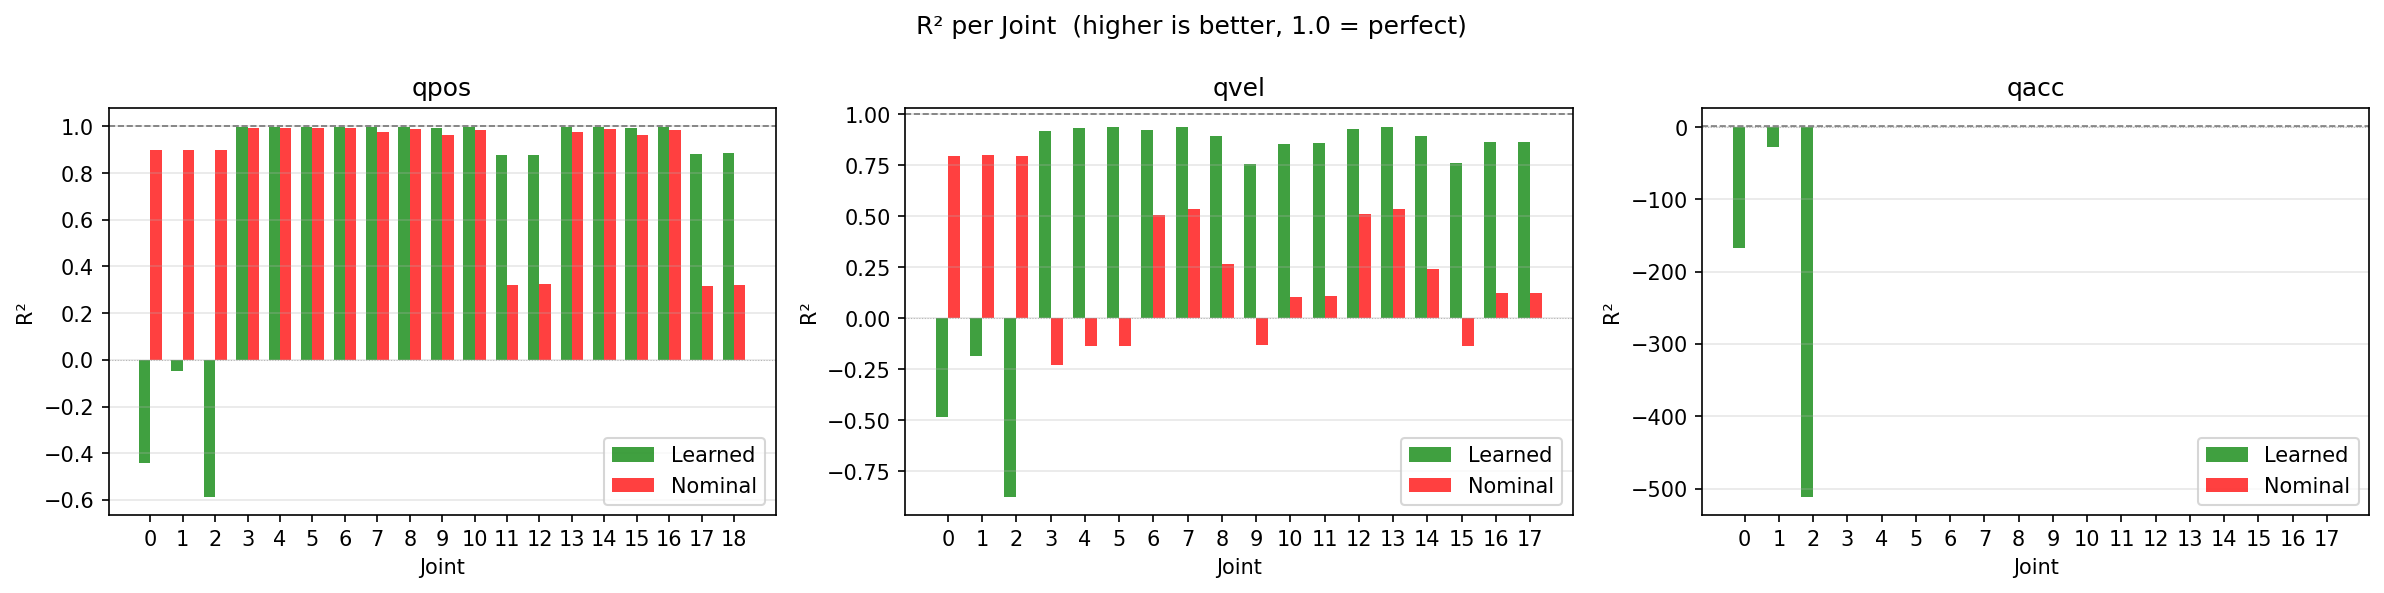 R² per Joint  (higher is better, 1.0 = perfect)
qpos
1.0
0.8
0.6
0.4
0.2
0.0
−0.2
−0.4
−0.6
R²
0 1 2 3 4 5 6 7 8 9 10 11 12 13 14 15 16 17 18
Joint
Learned
Nominal
qvel
1.00
0.75
0.50
0.25
0.00
−0.25
−0.50
−0.75
R²
0 1 2 3 4 5 6 7 8 9 10 11 12 13 14 15 16 17
Joint
Learned
Nominal
qacc
0
−100
−200
−300
−400
−500
R²
0 1 2 3 4 5 6 7 8 9 10 11 12 13 14 15 16 17
Joint
Learned
Nominal